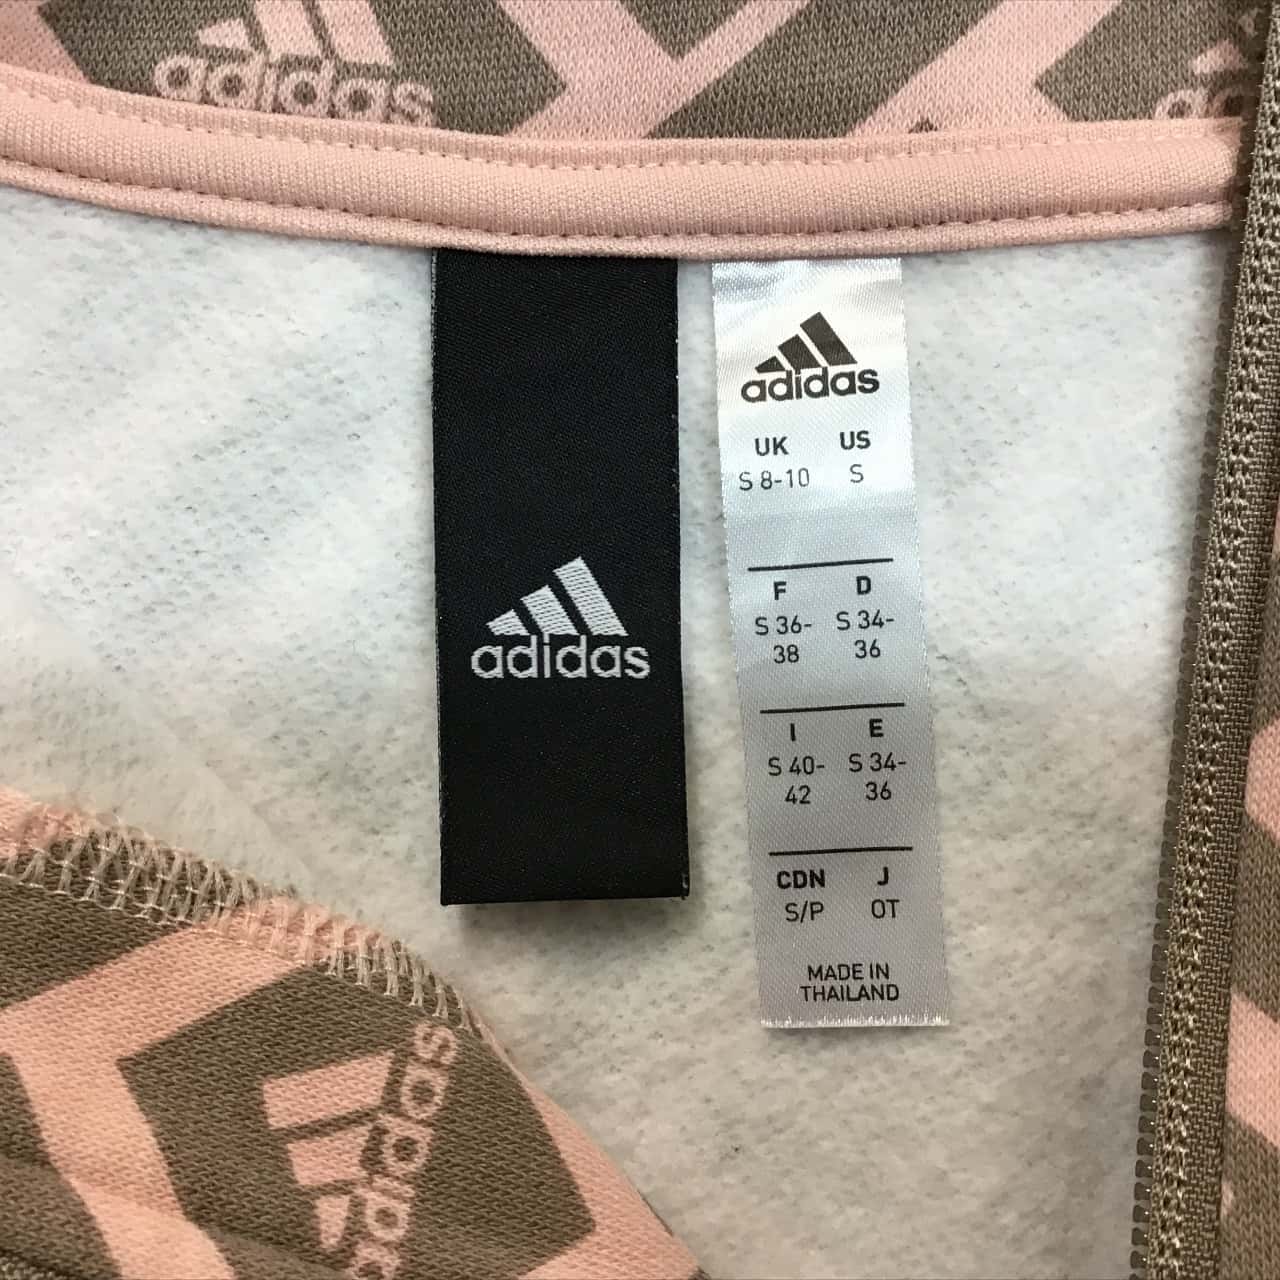 adidas
adidas
adidas
UK US
S 8-10 S
F D
S 36- S 34-
38 36
I E
S 40- S 34-
42 36
CDN J
S/P OT
MADE IN
THAILAND
adidas